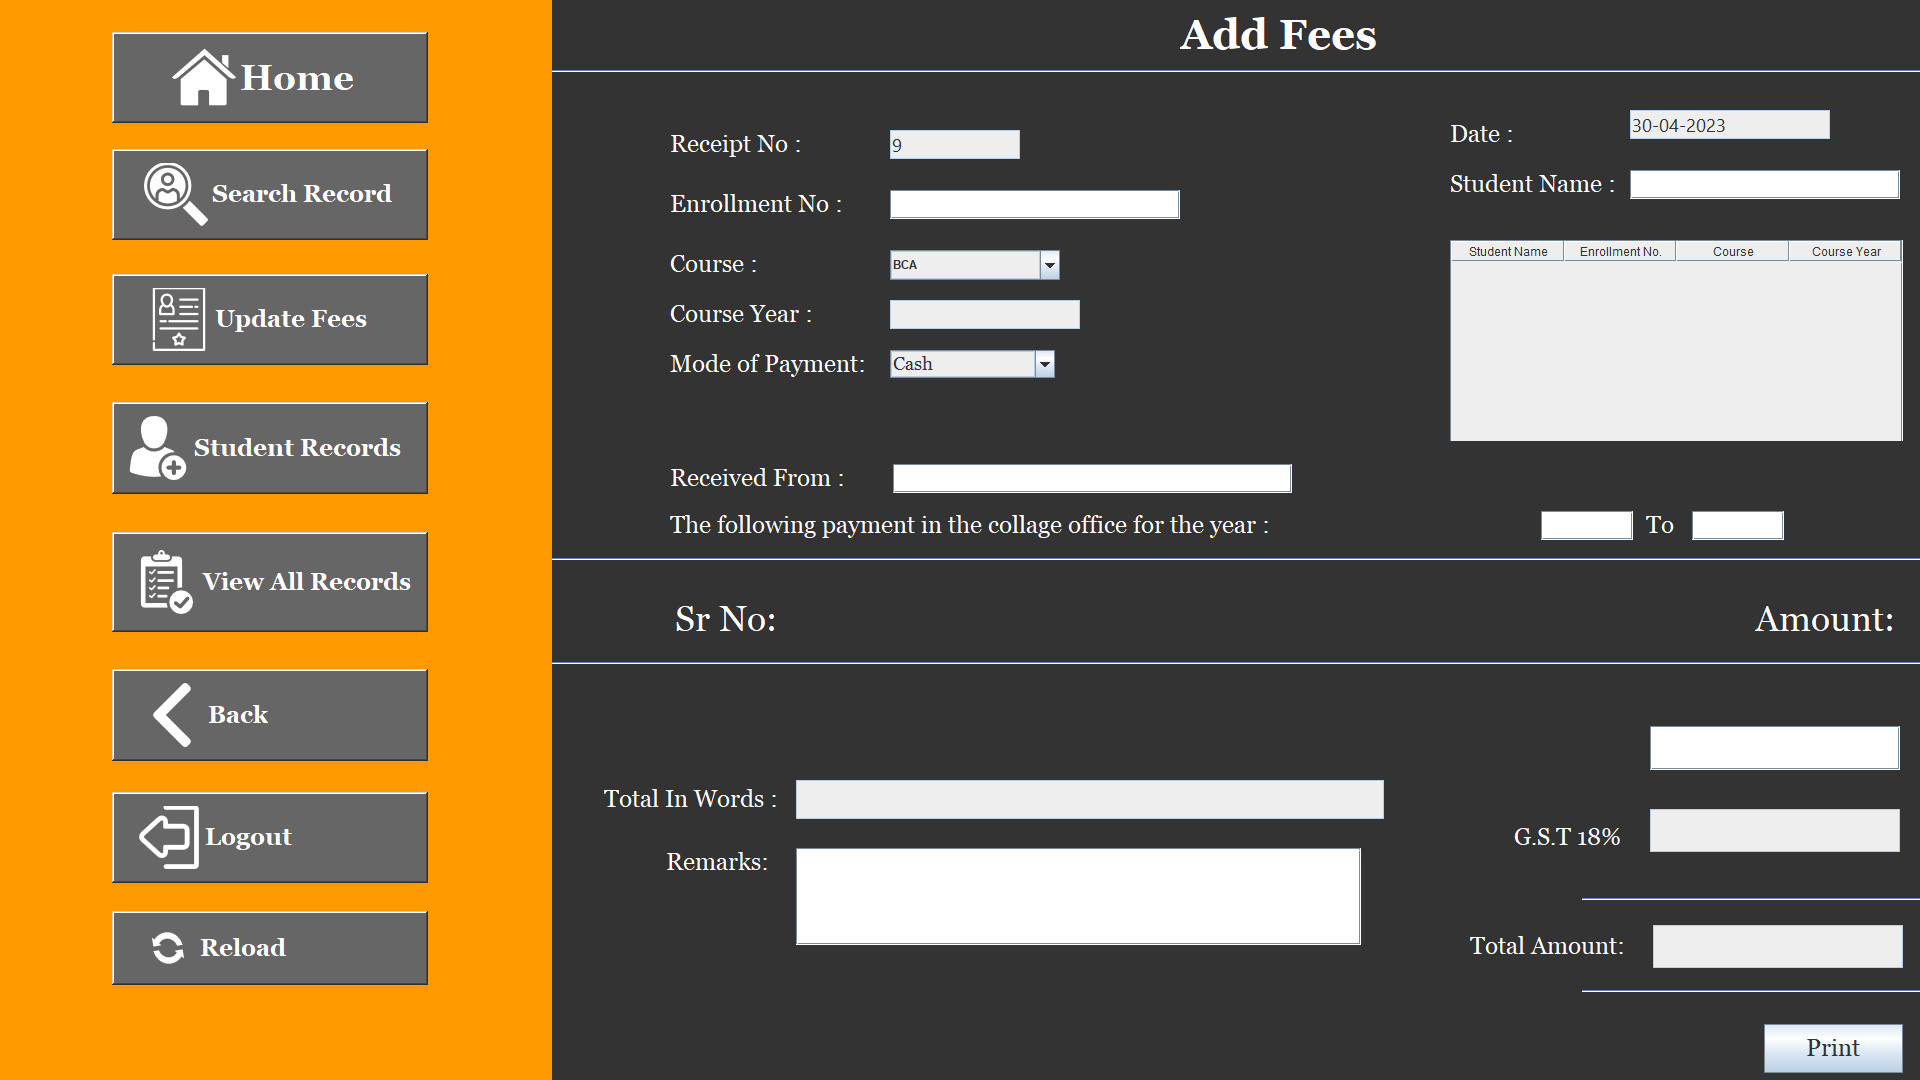 Home
Search Record
Update Fees
Student Records
View All Records
Back
Logout
Reload
Add Fees
Receipt No : 9
Date : 30-04-2023
Enrollment No :
Student Name :
Course : BCA
Student Name Enrollment No. Course Course Year
Course Year :
Mode of Payment: Cash
Received From :
The following payment in the collage office for the year : To
Sr No: Amount:
Total In Words :
G.S.T 18%
Remarks:
Total Amount:
Print